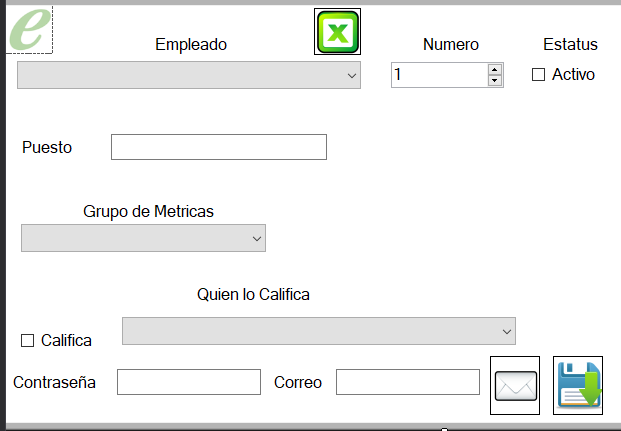 e
Empleado
X
Numero
Estatus
1
Activo
Puesto
Grupo de Metricas
Quien lo Califica
Califica
Contraseña
Correo